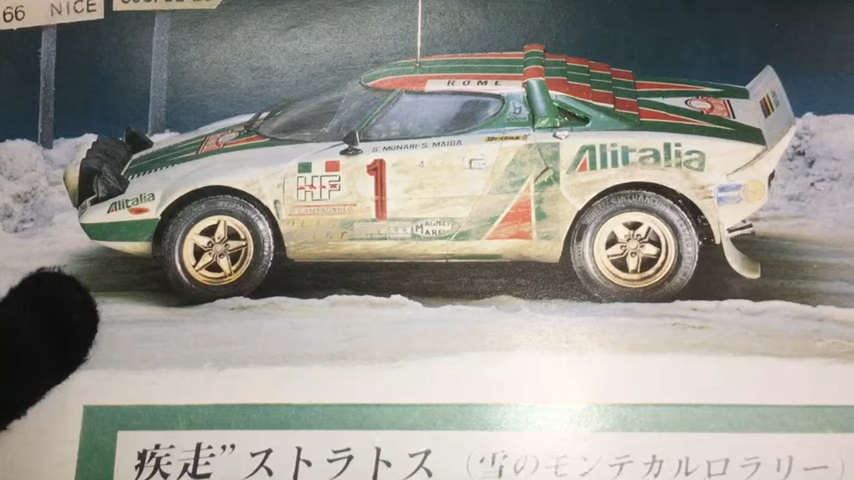 66 NICE
ROME
S. MUNARI-S. MAIGA
Alitalia
HF
1
4
Alitalia
MAGNETI
MARELLI
疾走”ストラトス（雪のモンテカルロラリー）